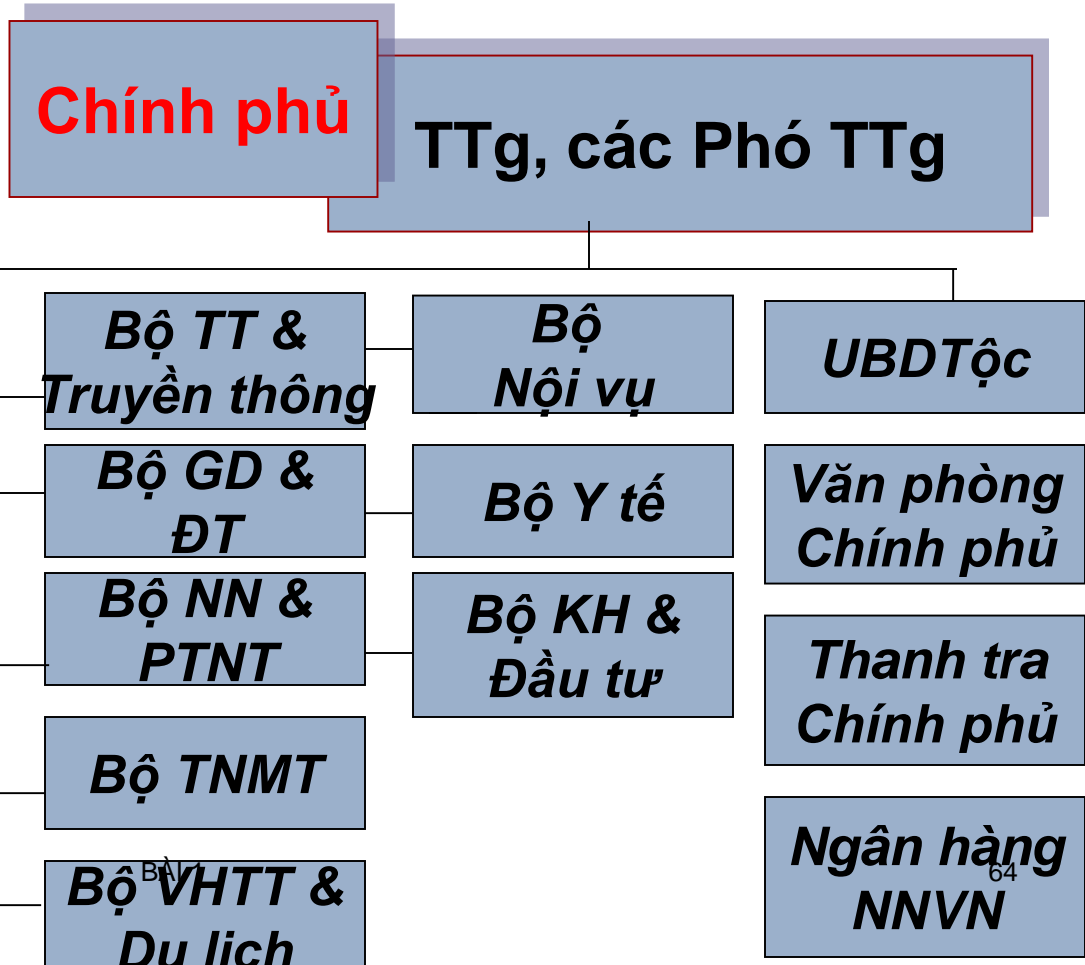 Chính phủ
TTg, các Phó TTg
Bộ TT &
Truyền thông
Bộ GD &
ĐT
Bộ NN &
PTNT
Bộ TNMT
Bộ VHTT &
Du lịch
BÀI 1
Bộ
Nội vụ
Bộ Y tế
Bộ KH &
Đầu tư
UBDTộc
Văn phòng
Chính phủ
Thanh tra
Chính phủ
Ngân hàng
NNVN
64